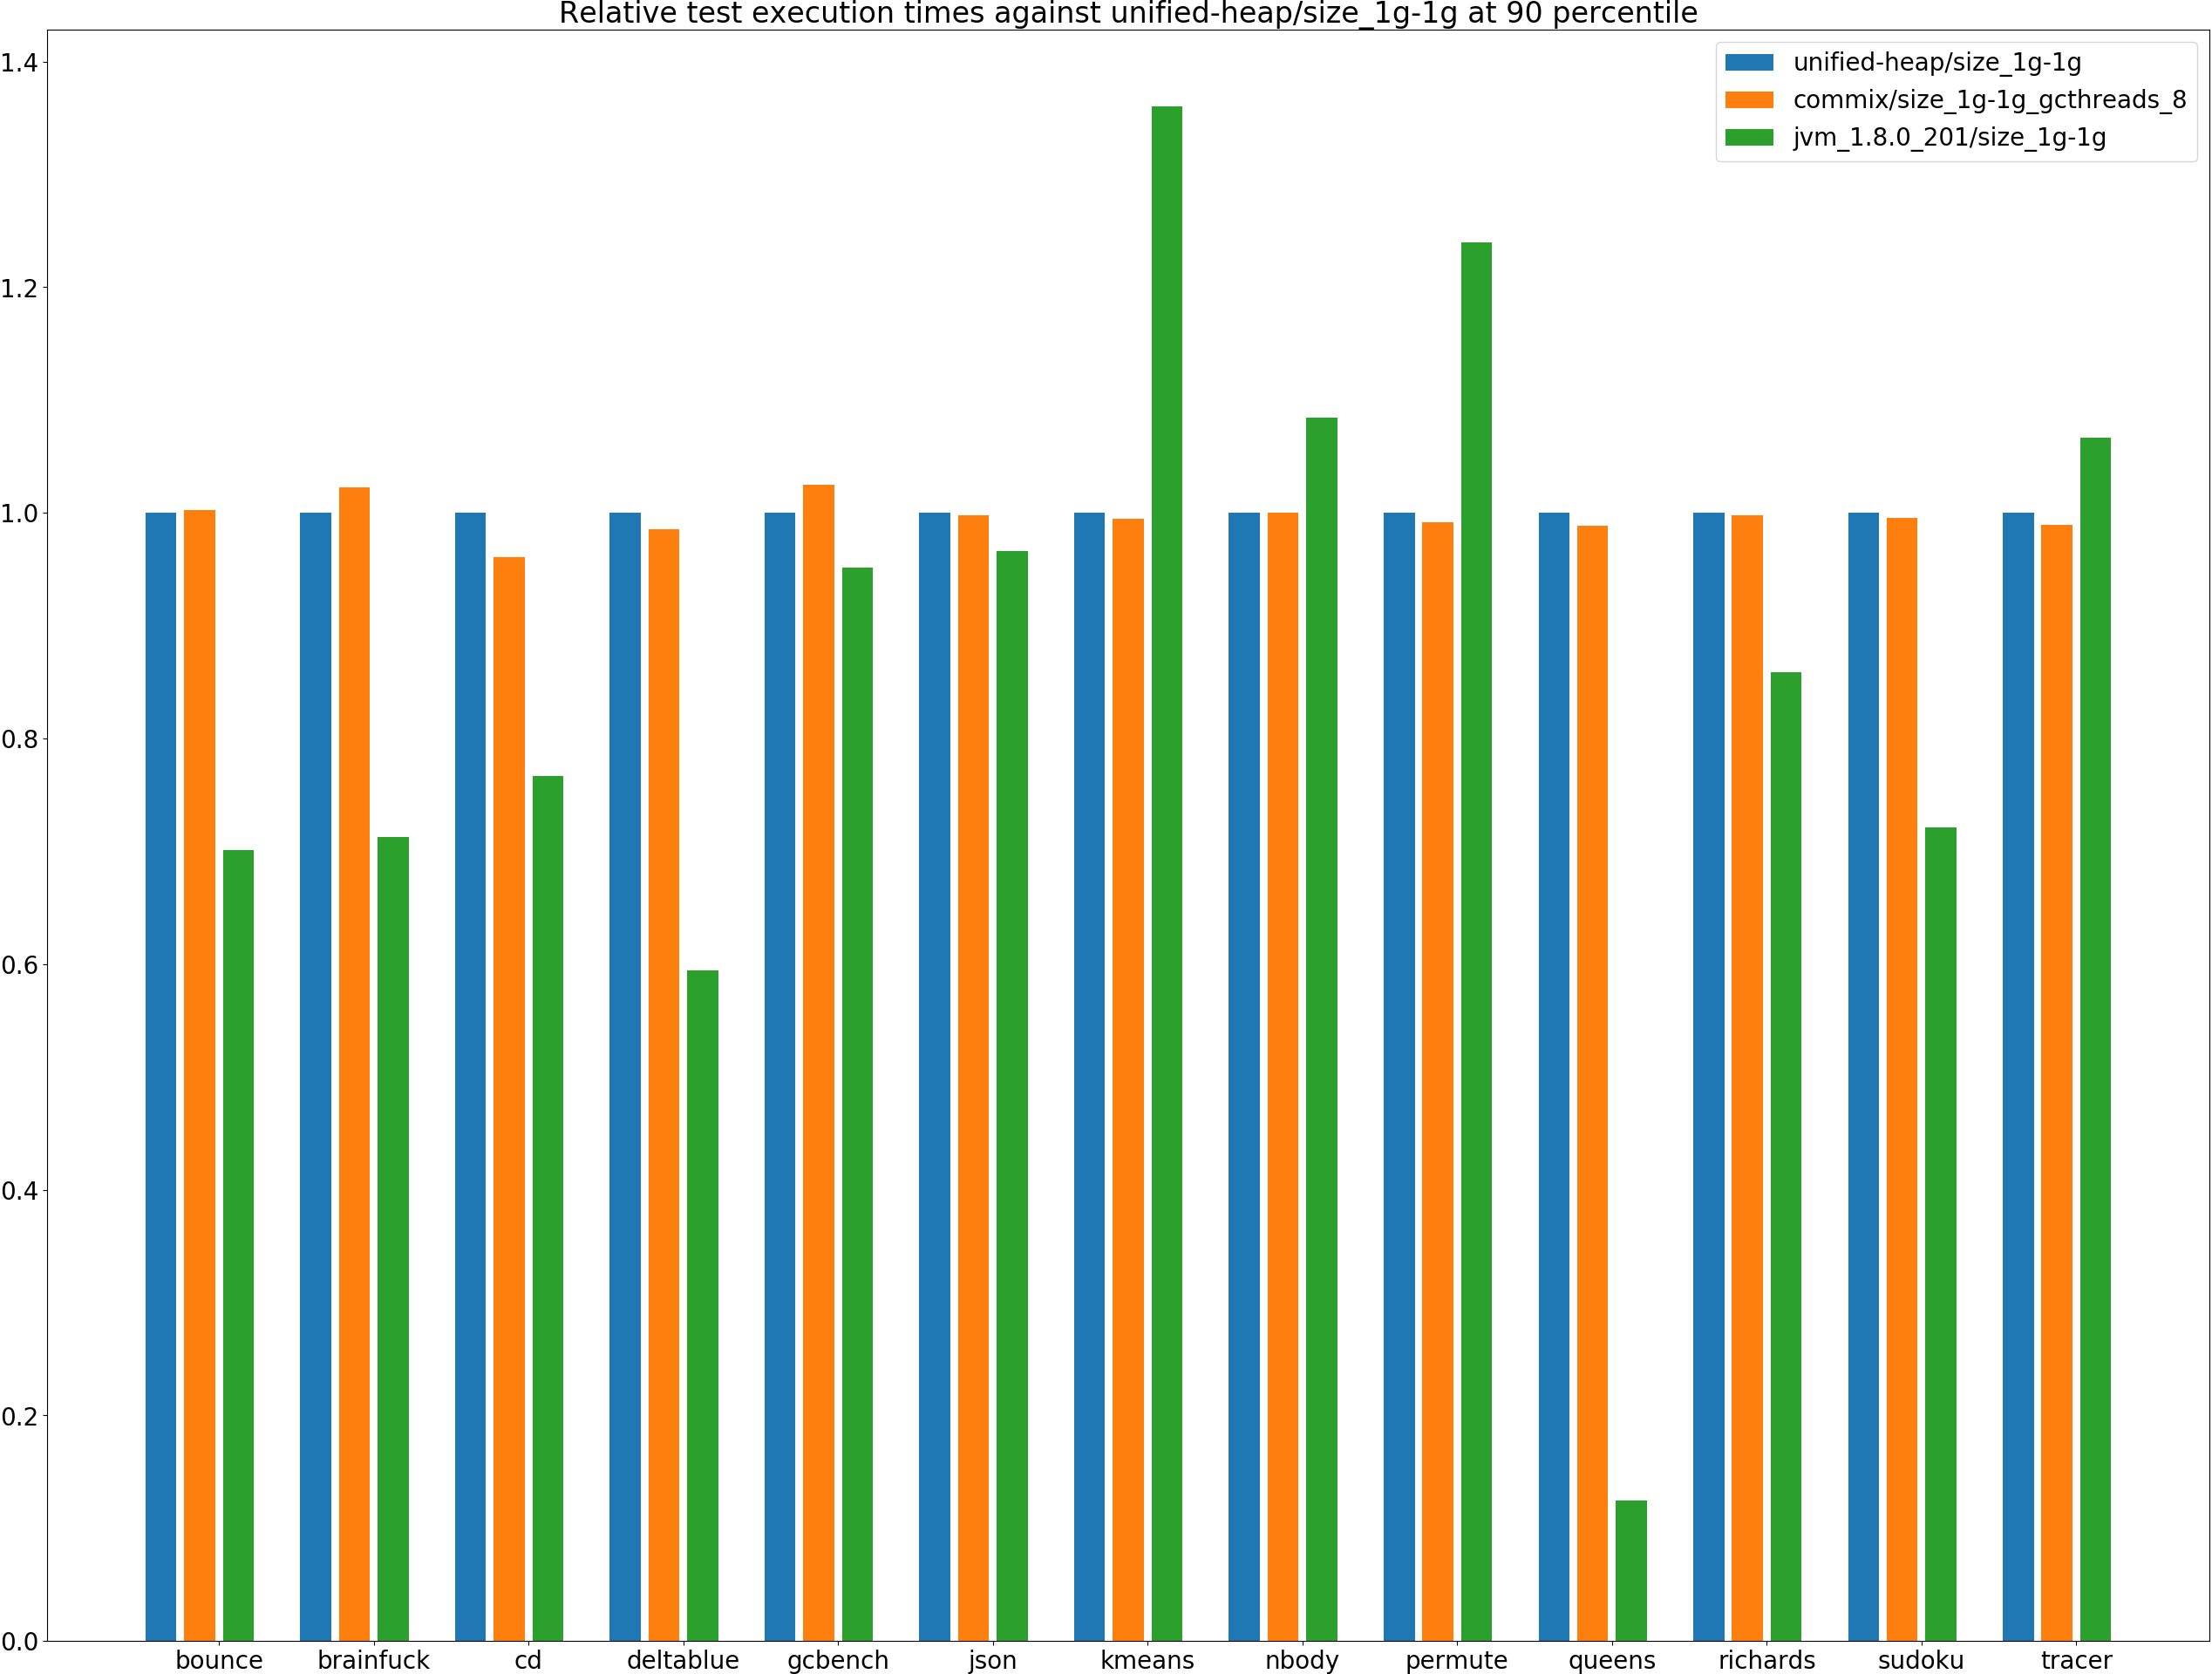 Relative test execution times against unified-heap/size_1g-1g at 90 percentile
unified-heap/size_1g-1g
commix/size_1g-1g_gcthreads_8
jvm_1.8.0_201/size_1g-1g
1.4
1.2
1.0
0.8
0.6
0.4
0.2
0.0
bounce brainfuck cd deltablue gcbench json kmeans nbody permute queens richards sudoku tracer